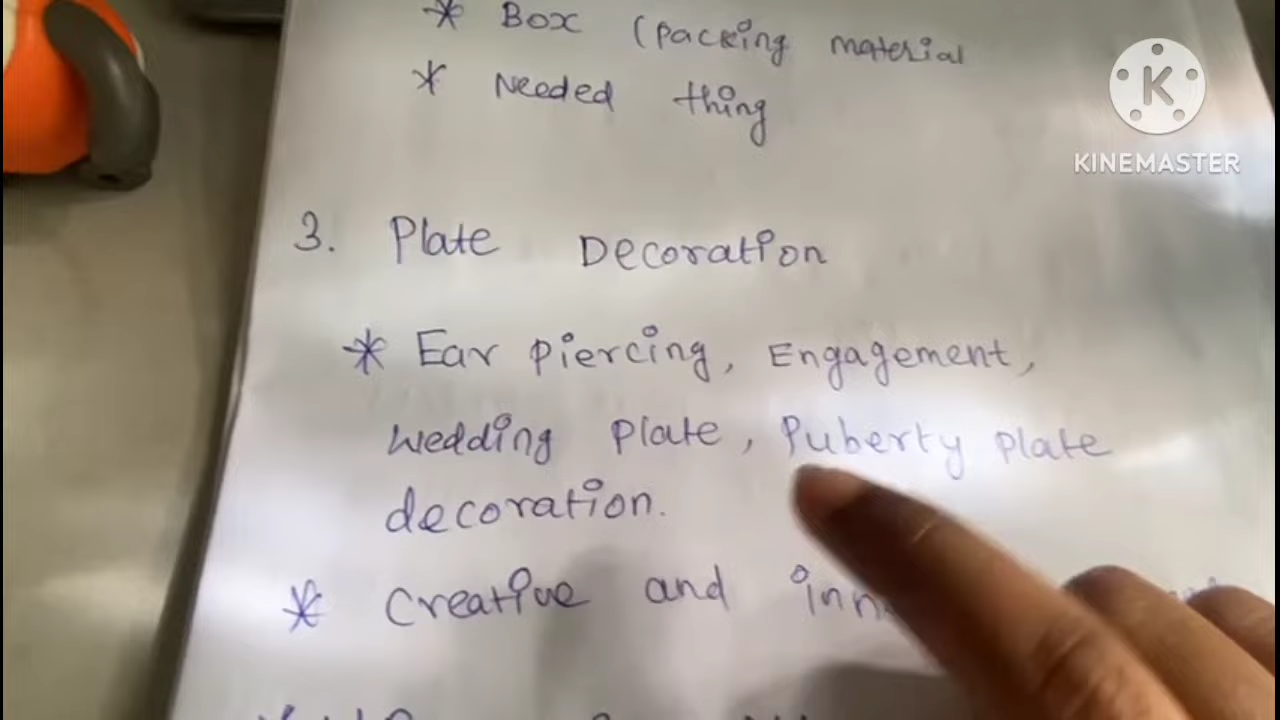 * Box (packing material
* Needed thing
K
KINEMASTER
3. Plate Decoration
* Ear piercing, Engagement,
wedding plate, Puberty plate
decoration.
* Creative and